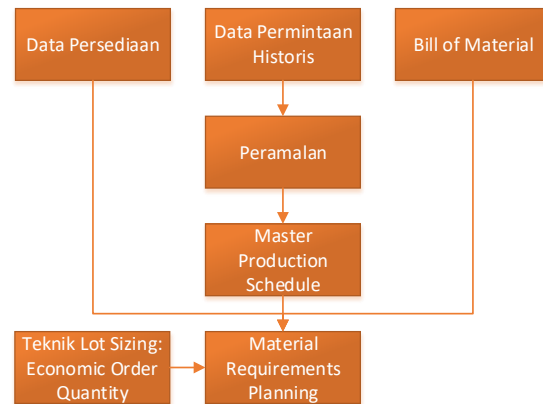 Data Persediaan
Data Permintaan
Historis
Bill of Material
Peramalan
Master
Production
Schedule
Teknik Lot Sizing:
Economic Order
Quantity
Material
Requirements
Planning